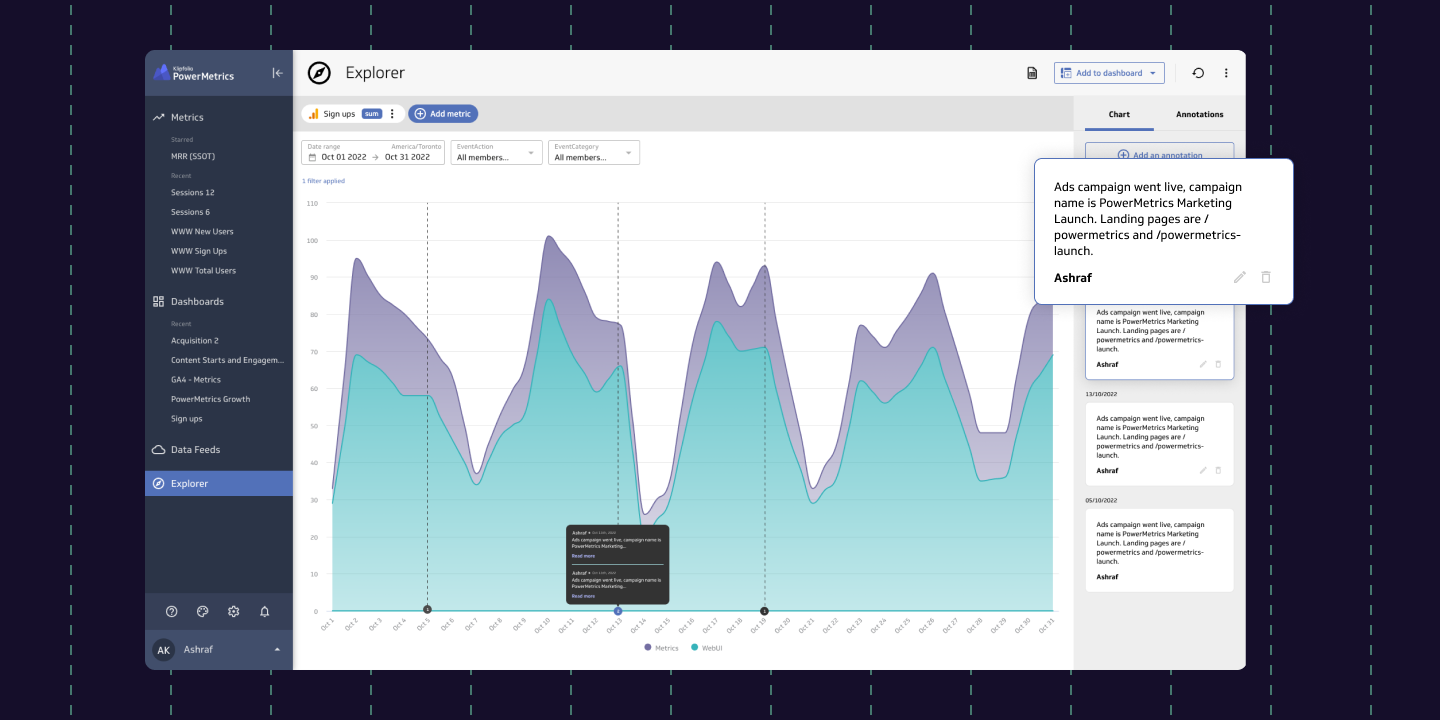 Klipfolio
PowerMetrics
Metrics
Starred
MRR (SSOT)
Recent
Sessions 12
Sessions 6
WWW New Users
WWW Sign Ups
WWW Total Users
Dashboards
Recent
Acquisition 2
Content Starts and Engagem...
GA4 - Metrics
PowerMetrics Growth
Sign ups
Data Feeds
Explorer
AK Ashraf
Explorer
Add to dashboard
Sign ups sum
Add metric
Date range America/Toronto
Oct 01 2022 → Oct 31 2022
EventAction
All members...
EventCategory
All members...
1 filter applied
110
100
90
80
70
60
50
40
30
20
10
0
Oct 1
Oct 2
Oct 3
Oct 4
Oct 5
Oct 6
Oct 7
Oct 8
Oct 9
Oct 10
Oct 11
Oct 12
Oct 13
Oct 14
Oct 15
Oct 16
Oct 17
Oct 18
Oct 19
Oct 20
Oct 21
Oct 22
Oct 23
Oct 24
Oct 25
Oct 26
Oct 27
Oct 28
Oct 29
Oct 30
Oct 31
Ashraf
Ads campaign went live, campaign name is
PowerMetrics Marketing...
Read more
Ashraf
Ads campaign went live, campaign name is
PowerMetrics Marketing...
Read more
Metrics
WebUI
Chart
Annotations
Add an annotation
Ads campaign went live, campaign
name is PowerMetrics Marketing
Launch. Landing pages are /
powermetrics and /powermetrics-
launch.
Ashraf
Ads campaign went live, campaign
name is PowerMetrics Marketing
Launch. Landing pages are /
powermetrics and /powermetrics-
launch.
Ashraf
13/10/2022
Ads campaign went live, campaign
name is PowerMetrics Marketing
Launch. Landing pages are /
powermetrics and /powermetrics-
launch.
Ashraf
05/10/2022
Ads campaign went live, campaign
name is PowerMetrics Marketing
Launch. Landing pages are /
powermetrics and /powermetrics-
launch.
Ashraf